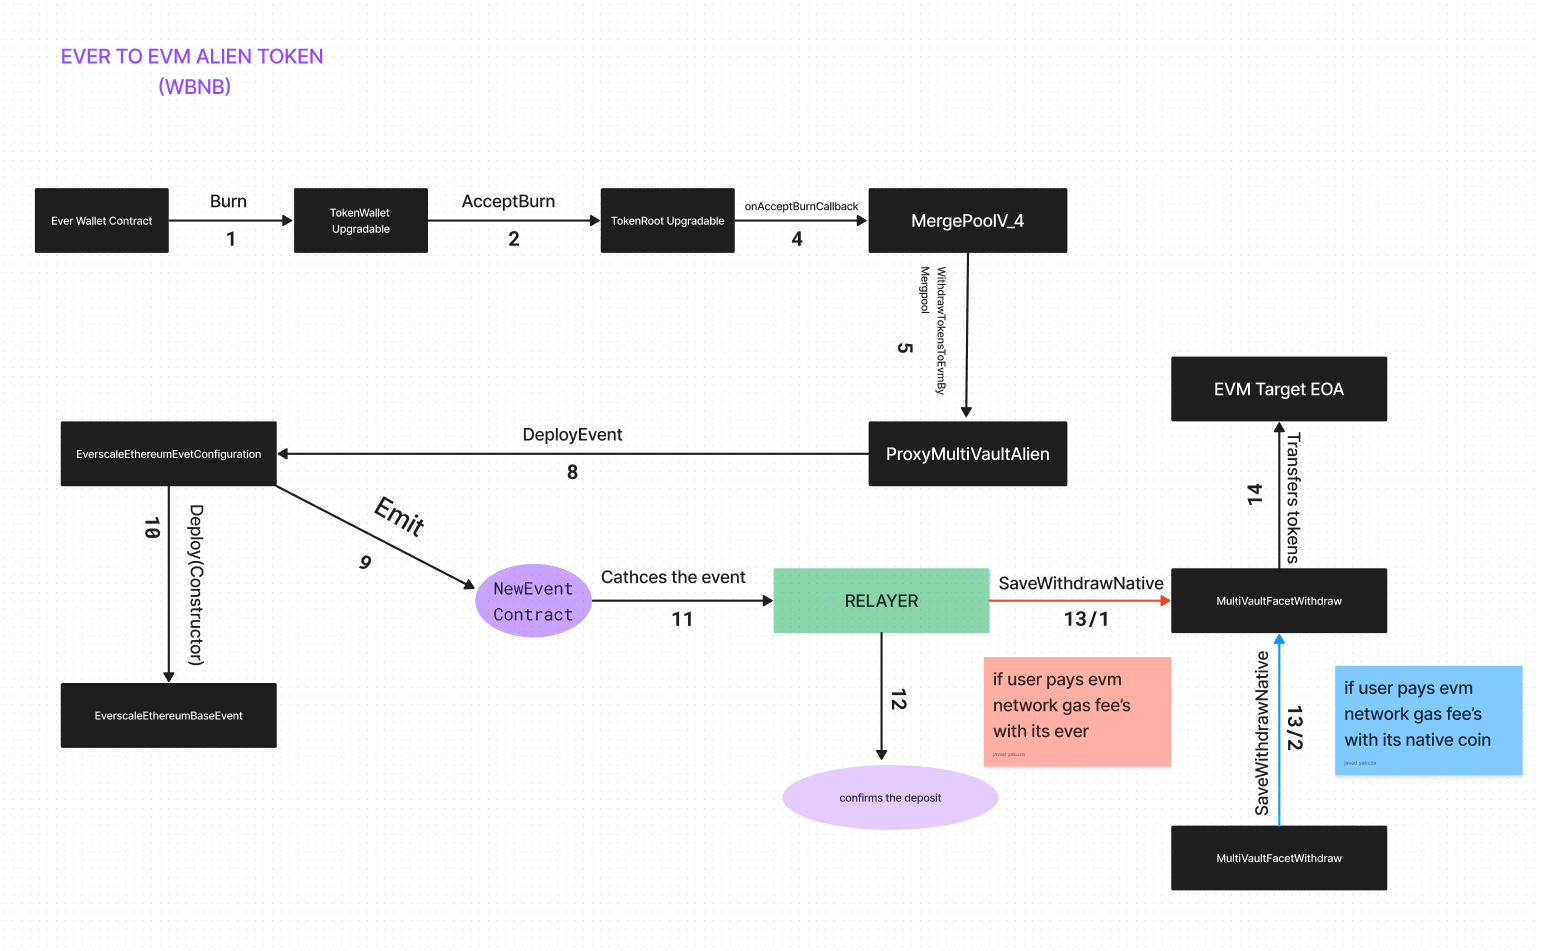 EVER TO EVM ALIEN TOKEN
(WBNB)
Ever Wallet Contract
Burn
1
TokenWallet
Upgradable
AcceptBurn
2
TokenRoot Upgradable
onAcceptBurnCallback
4
MergePoolV_4
WithdrawTokensToEvmBy
Mergpool
5
EVM Target EOA
EverscaleEthereumEvetConfiguration
DeployEvent
8
ProxyMultiVaultAlien
Transfers tokens
14
Emit
9
10
Deploy(Constructor)
NewEvent
Contract
Cathces the event
11
RELAYER
SaveWithdrawNative
13/1
MultiVaultFacetWithdraw
12
if user pays evm
network gas fee's
with its ever
javad yakuza
SaveWithdrawNative
13/2
if user pays evm
network gas fee's
with its native coin
javad yakuza
EverscaleEthereumBaseEvent
confirms the deposit
MultiVaultFacetWithdraw